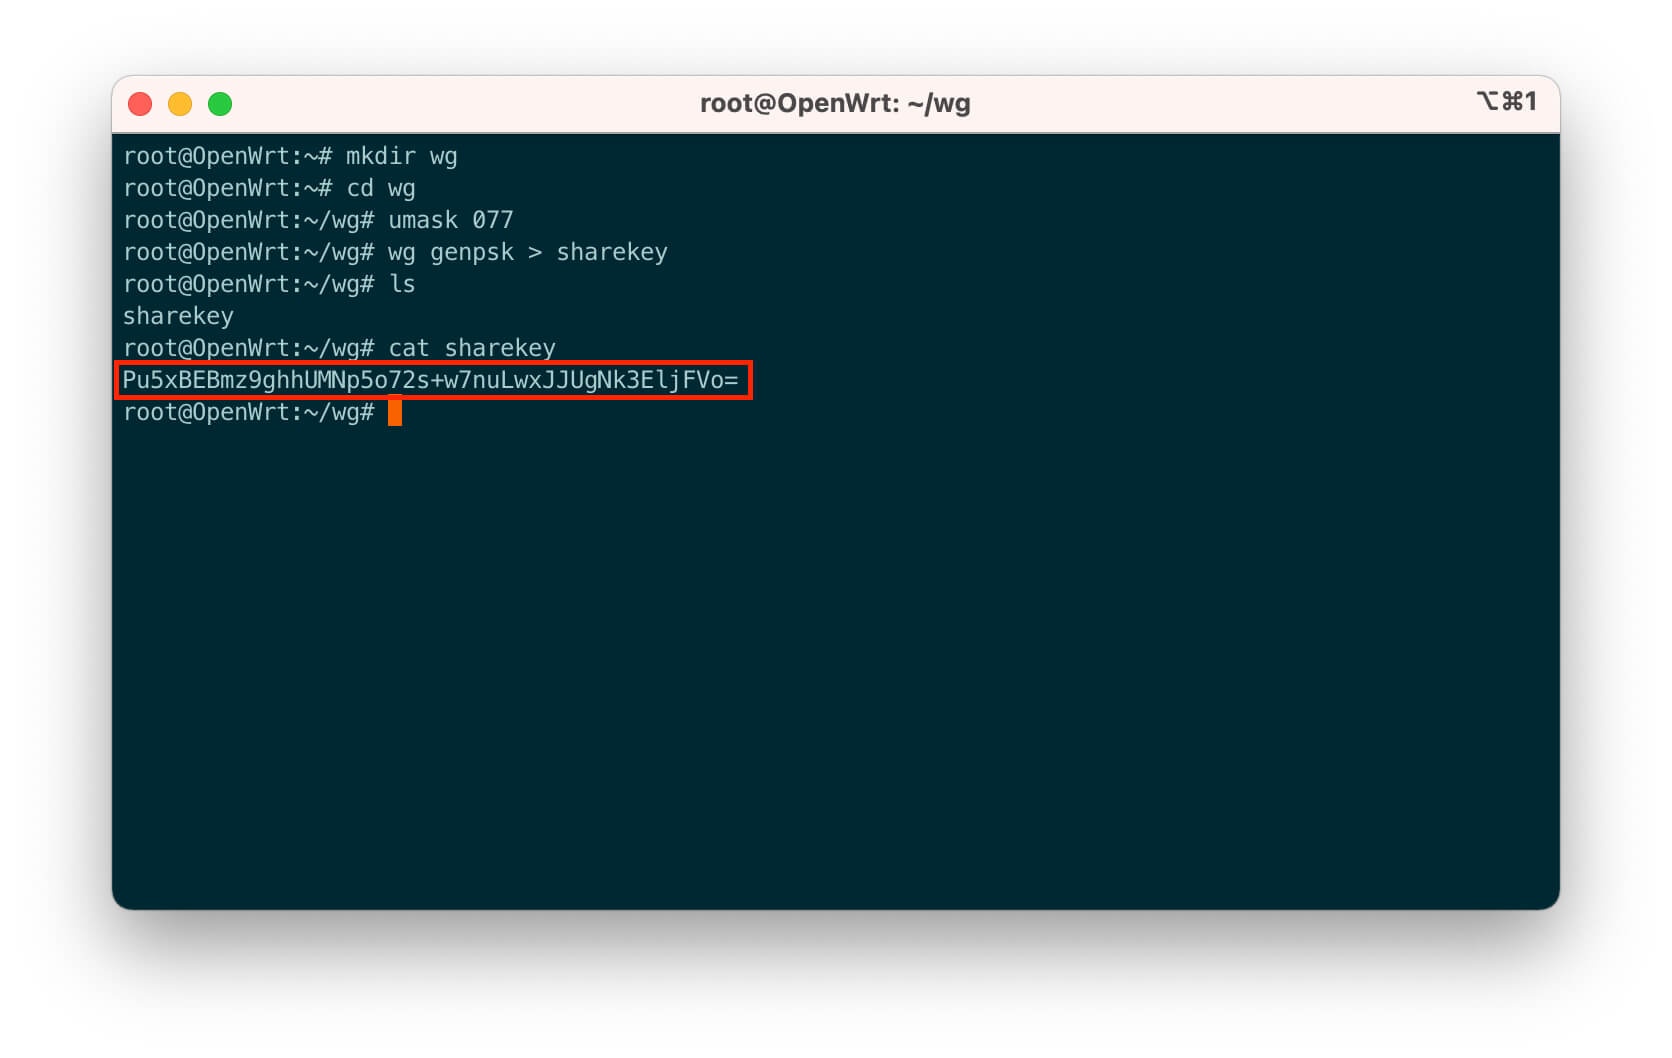 root@OpenWrt: ~/wg
⌥⌘1
root@OpenWrt:~# mkdir wg
root@OpenWrt:~# cd wg
root@OpenWrt:~/wg# umask 077
root@OpenWrt:~/wg# wg genpsk > sharekey
root@OpenWrt:~/wg# ls
sharekey
root@OpenWrt:~/wg# cat sharekey
Pu5xBEBmz9ghhUMNp5o72s+w7nuLwxJJUgNk3EljFVo=
root@OpenWrt:~/wg#